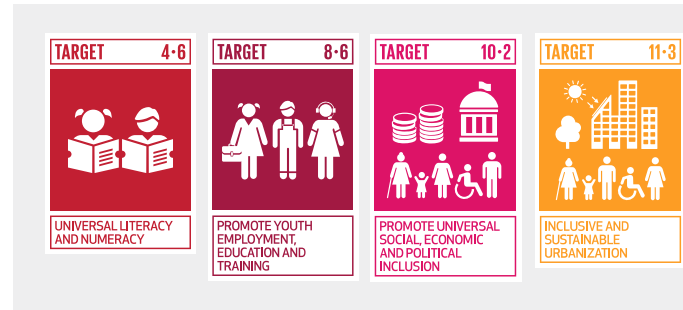 TARGET 4·6
UNIVERSAL LITERACY
AND NUMERACY
TARGET 8·6
PROMOTE YOUTH
EMPLOYMENT,
EDUCATION AND
TRAINING
TARGET 10·2
PROMOTE UNIVERSAL
SOCIAL, ECONOMIC
AND POLITICAL
INCLUSION
TARGET 11·3
INCLUSIVE AND
SUSTAINABLE
URBANIZATION